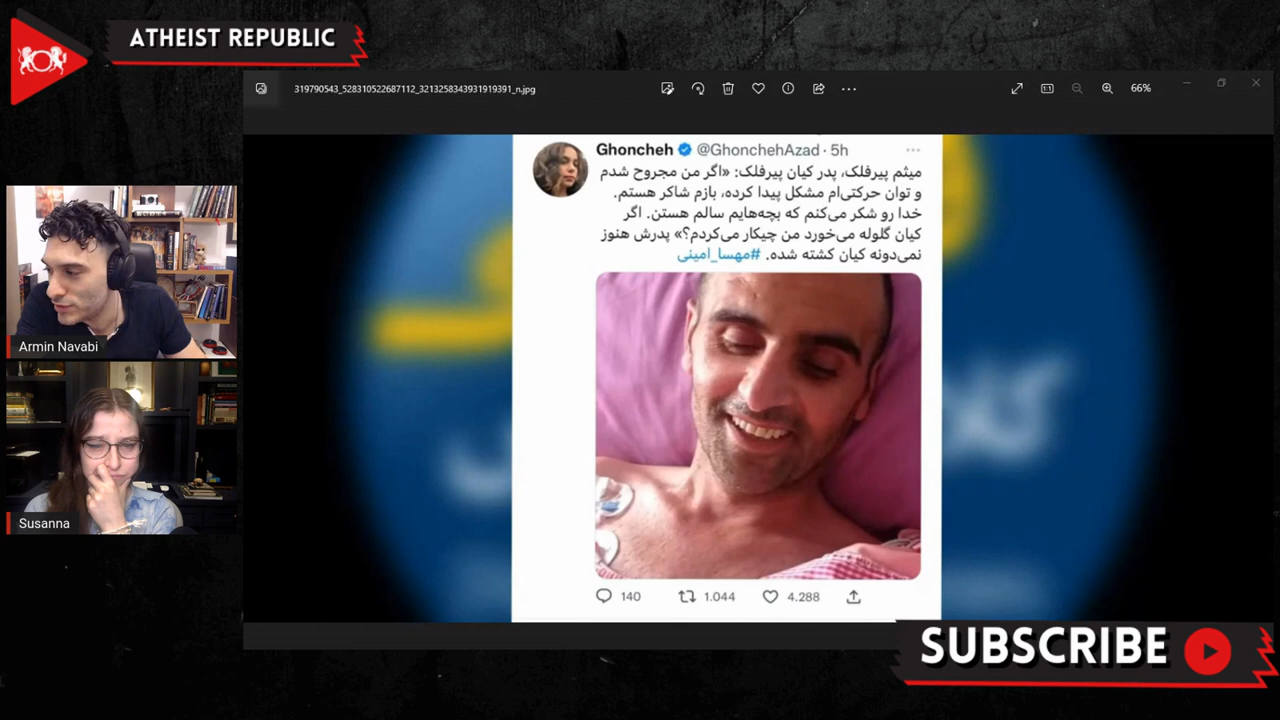 ATHEIST REPUBLIC
319790543_528310522687112_3213258343931919391_n.jpg
66%
Ghoncheh @GhonchehAzad · 5h
میثم پیرفلک، پدر کیان پیرفلک: «اگر من مجروح شدم
و توان حرکتی‌ام مشکل پیدا کرده، بازم شاکر هستم.
خدا رو شکر می‌کنم که بچه‌هایم سالم هستن. اگر
کیان گلوله می‌خورد من چیکار می‌کردم؟» پدرش هنوز
نمی‌دونه کیان کشته شده. #مهسا_امینی
140 1.044 4.288
Armin Navabi
Susanna
SUBSCRIBE